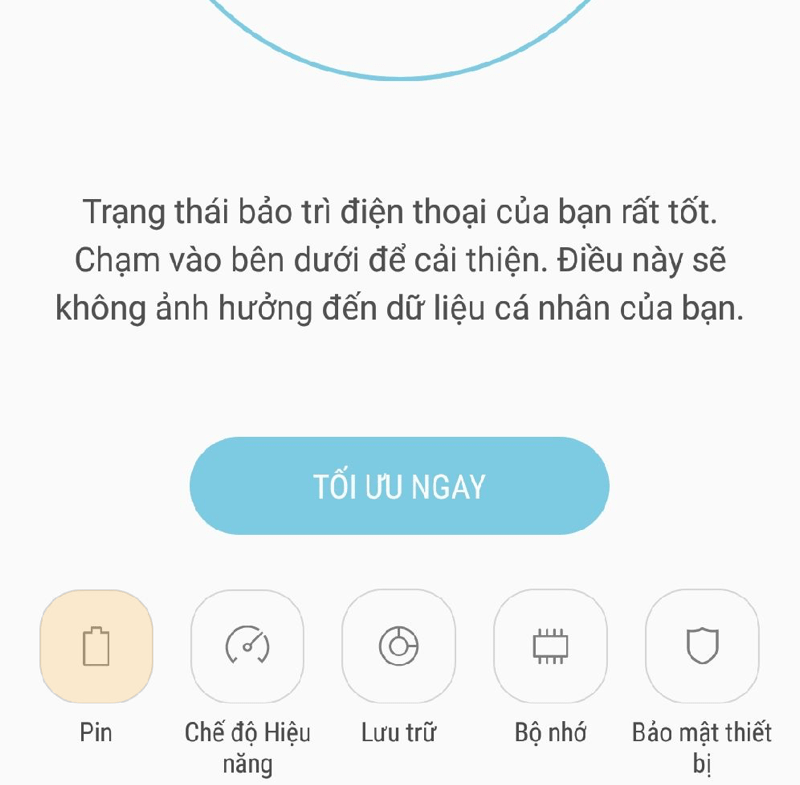 Trạng thái bảo trì điện thoại của bạn rất tốt.
Chạm vào bên dưới để cải thiện. Điều này sẽ
không ảnh hưởng đến dữ liệu cá nhân của bạn.
TỐI ƯU NGAY
Pin
Chế độ Hiệu
năng
Lưu trữ
Bộ nhớ
Bảo mật thiết
bị